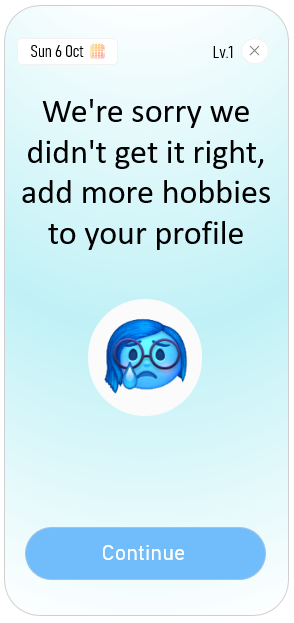 Sun 6 Oct
Lv.1
We're sorry we
didn't get it right,
add more hobbies
to your profile
Continue